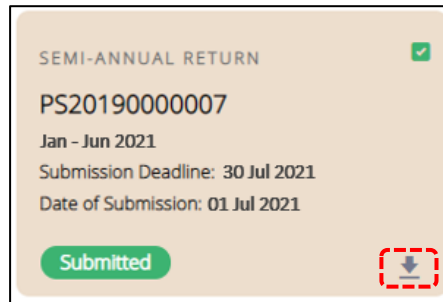 SEMI-ANNUAL RETURN
PS20190000007
Jan - Jun 2021
Submission Deadline: 30 Jul 2021
Date of Submission: 01 Jul 2021
Submitted